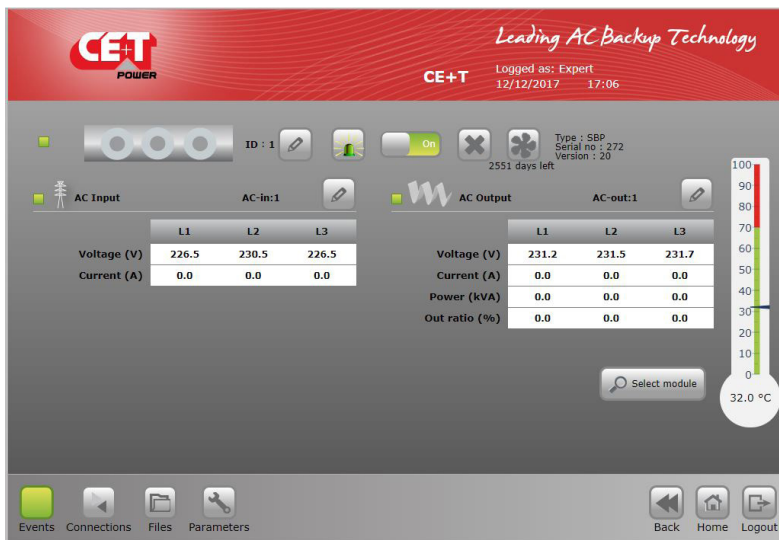 CE+T
POWER
Leading AC Backup Technology
CE+T
Logged as: Expert
12/12/2017 17:06
ID : 1
On
2551 days left
Type : SBP
Serial no : 272
Version : 20
AC Input AC-in:1
L1 L2 L3
Voltage (V) 226.5 230.5 226.5
Current (A) 0.0 0.0 0.0
AC Output AC-out:1
L1 L2 L3
Voltage (V) 231.2 231.5 231.7
Current (A) 0.0 0.0 0.0
Power (kVA) 0.0 0.0 0.0
Out ratio (%) 0.0 0.0 0.0
100
90
80
70
60
50
40
30
20
10
0
32.0 °C
Select module
Events Connections Files Parameters
Back Home Logout